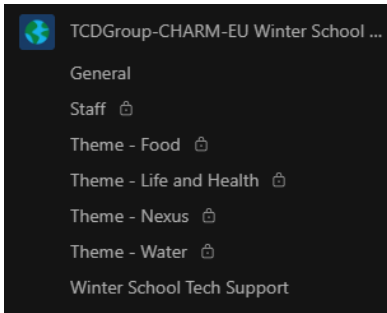 TCDGroup-CHARM-EU Winter School ...
General
Staff
Theme - Food
Theme - Life and Health
Theme - Nexus
Theme - Water
Winter School Tech Support